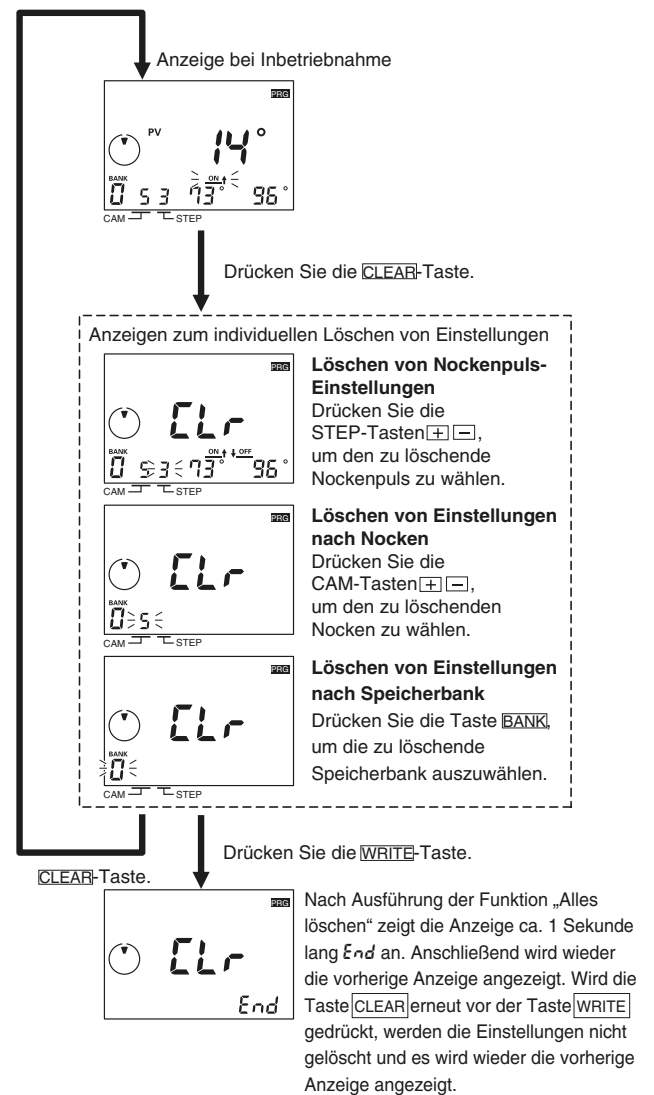 Anzeige bei Inbetriebnahme
PRG
PV 14°
BANK ON
0 5 3 73° 96°
CAM STEP
Drücken Sie die CLEAR-Taste.
Anzeigen zum individuellen Löschen von Einstellungen
PRG
CLr
BANK ON OFF
0 5 3 73° 96°
CAM STEP
Löschen von Nockenpuls-
Einstellungen
Drücken Sie die
STEP-Tasten + −,
um den zu löschende
Nockenpuls zu wählen.
PRG
CLr
BANK
0 5
CAM STEP
Löschen von Einstellungen
nach Nocken
Drücken Sie die
CAM-Tasten + −,
um den zu löschenden
Nocken zu wählen.
PRG
CLr
BANK
0
CAM STEP
Löschen von Einstellungen
nach Speicherbank
Drücken Sie die Taste BANK,
um die zu löschende
Speicherbank auszuwählen.
Drücken Sie die WRITE-Taste.
CLEAR-Taste.
PRG
CLr
End
Nach Ausführung der Funktion „Alles
löschen“ zeigt die Anzeige ca. 1 Sekunde
lang End an. Anschließend wird wieder
die vorherige Anzeige angezeigt. Wird die
Taste CLEAR erneut vor der Taste WRITE
gedrückt, werden die Einstellungen nicht
gelöscht und es wird wieder die vorherige
Anzeige angezeigt.